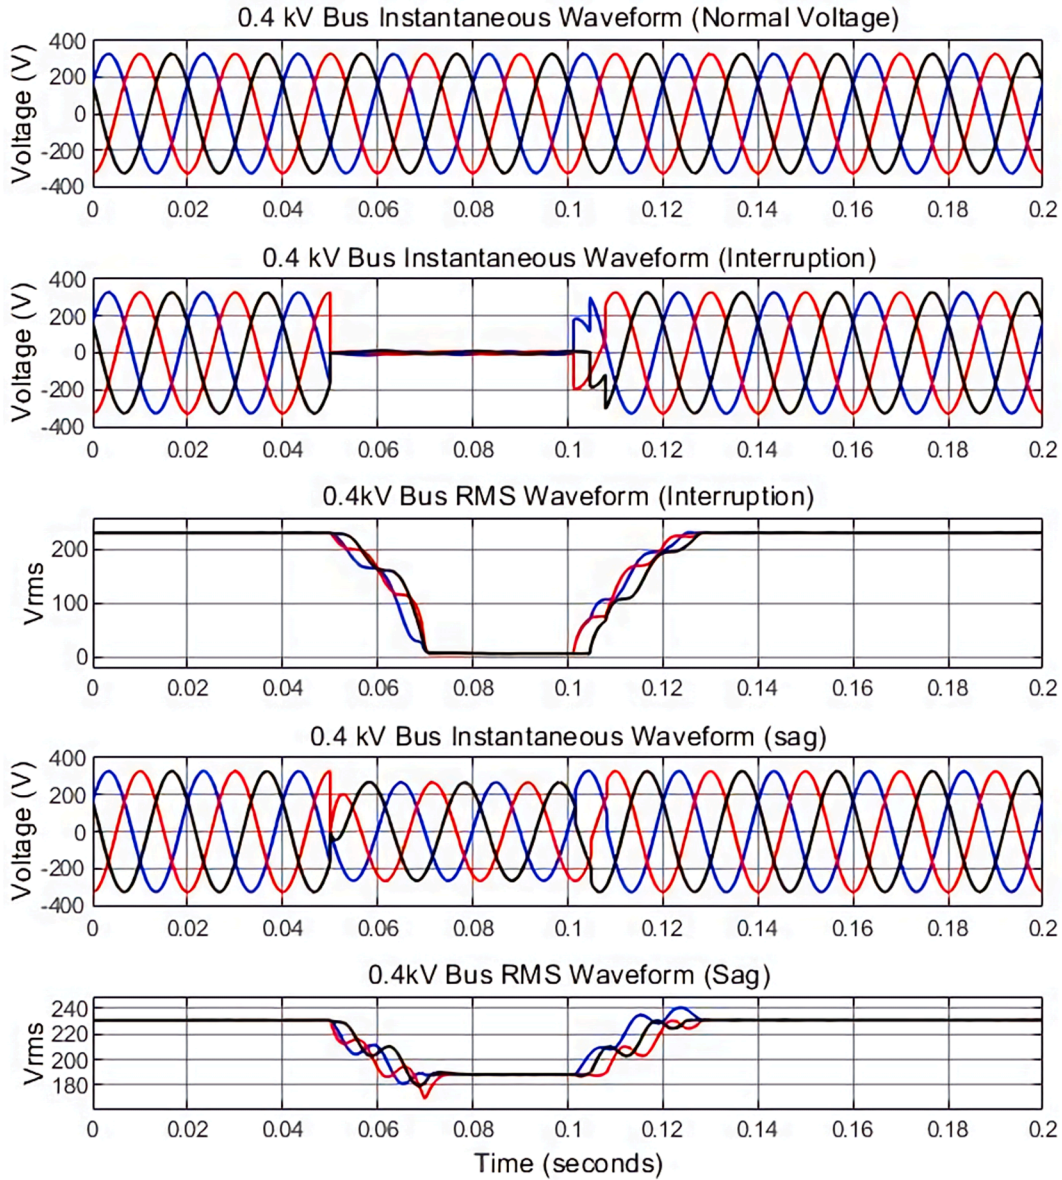 0.4 kV Bus Instantaneous Waveform (Normal Voltage)
400
200
0
-200
-400
Voltage (V)
0 0.02 0.04 0.06 0.08 0.1 0.12 0.14 0.16 0.18 0.2
0.4 kV Bus Instantaneous Waveform (Interruption)
400
200
0
-200
-400
Voltage (V)
0 0.02 0.04 0.06 0.08 0.1 0.12 0.14 0.16 0.18 0.2
0.4kV Bus RMS Waveform (Interruption)
200
100
0
Vrms
0 0.02 0.04 0.06 0.08 0.1 0.12 0.14 0.16 0.18 0.2
0.4 kV Bus Instantaneous Waveform (sag)
400
200
0
-200
-400
Voltage (V)
0 0.02 0.04 0.06 0.08 0.1 0.12 0.14 0.16 0.18 0.2
0.4kV Bus RMS Waveform (Sag)
240
220
200
180
Vrms
0 0.02 0.04 0.06 0.08 0.1 0.12 0.14 0.16 0.18 0.2
Time (seconds)